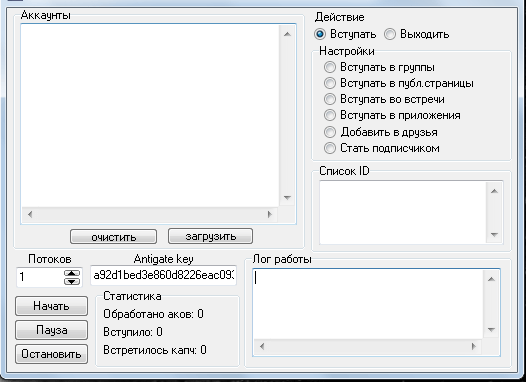 Аккаунты
очистить
загрузить
Действие
Вступать
Выходить
Настройки
Вступать в группы
Вступать в публ.страницы
Вступать во встречи
Вступать в приложения
Добавить в друзья
Стать подписчиком
Список ID
Потоков
1
Antigate key
a92d1bed3e860d8226eac093
Начать
Пауза
Остановить
Статистика
Обработано аков: 0
Вступило: 0
Встретилось капч: 0
Лог работы